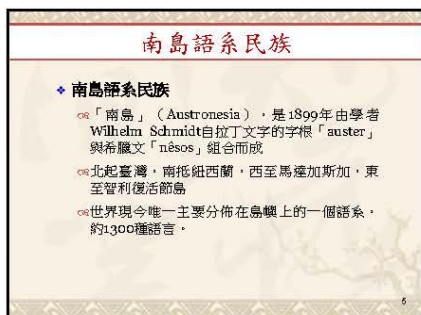 南島語系民族
南島語系民族
「南島」（Austronesia），是1899年由學者
Wilhelm Schmidt自拉丁文字的字根「auster」
與希臘文「nêsos」組合而成
北起臺灣，南抵紐西蘭，西至馬達加斯加，東
至智利復活節島
世界現今唯一主要分佈在島嶼上的一個語系，
約1300種語言。
5